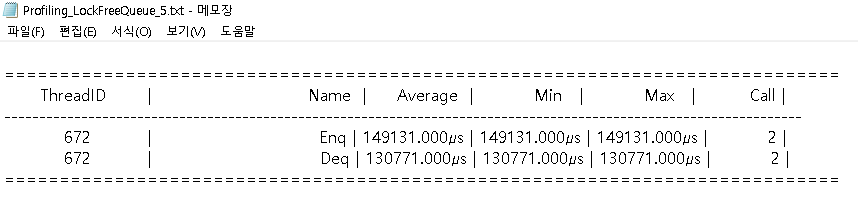 Profiling_LockFreeQueue_5.txt - 메모장
파일(F) 편집(E) 서식(O) 보기(V) 도움말
================================================================================
ThreadID | Name | Average | Min | Max | Call |
--------------------------------------------------------------------------------
672 | Enq | 149131.000µs | 149131.000µs | 149131.000µs | 2 |
672 | Deq | 130771.000µs | 130771.000µs | 130771.000µs | 2 |
================================================================================